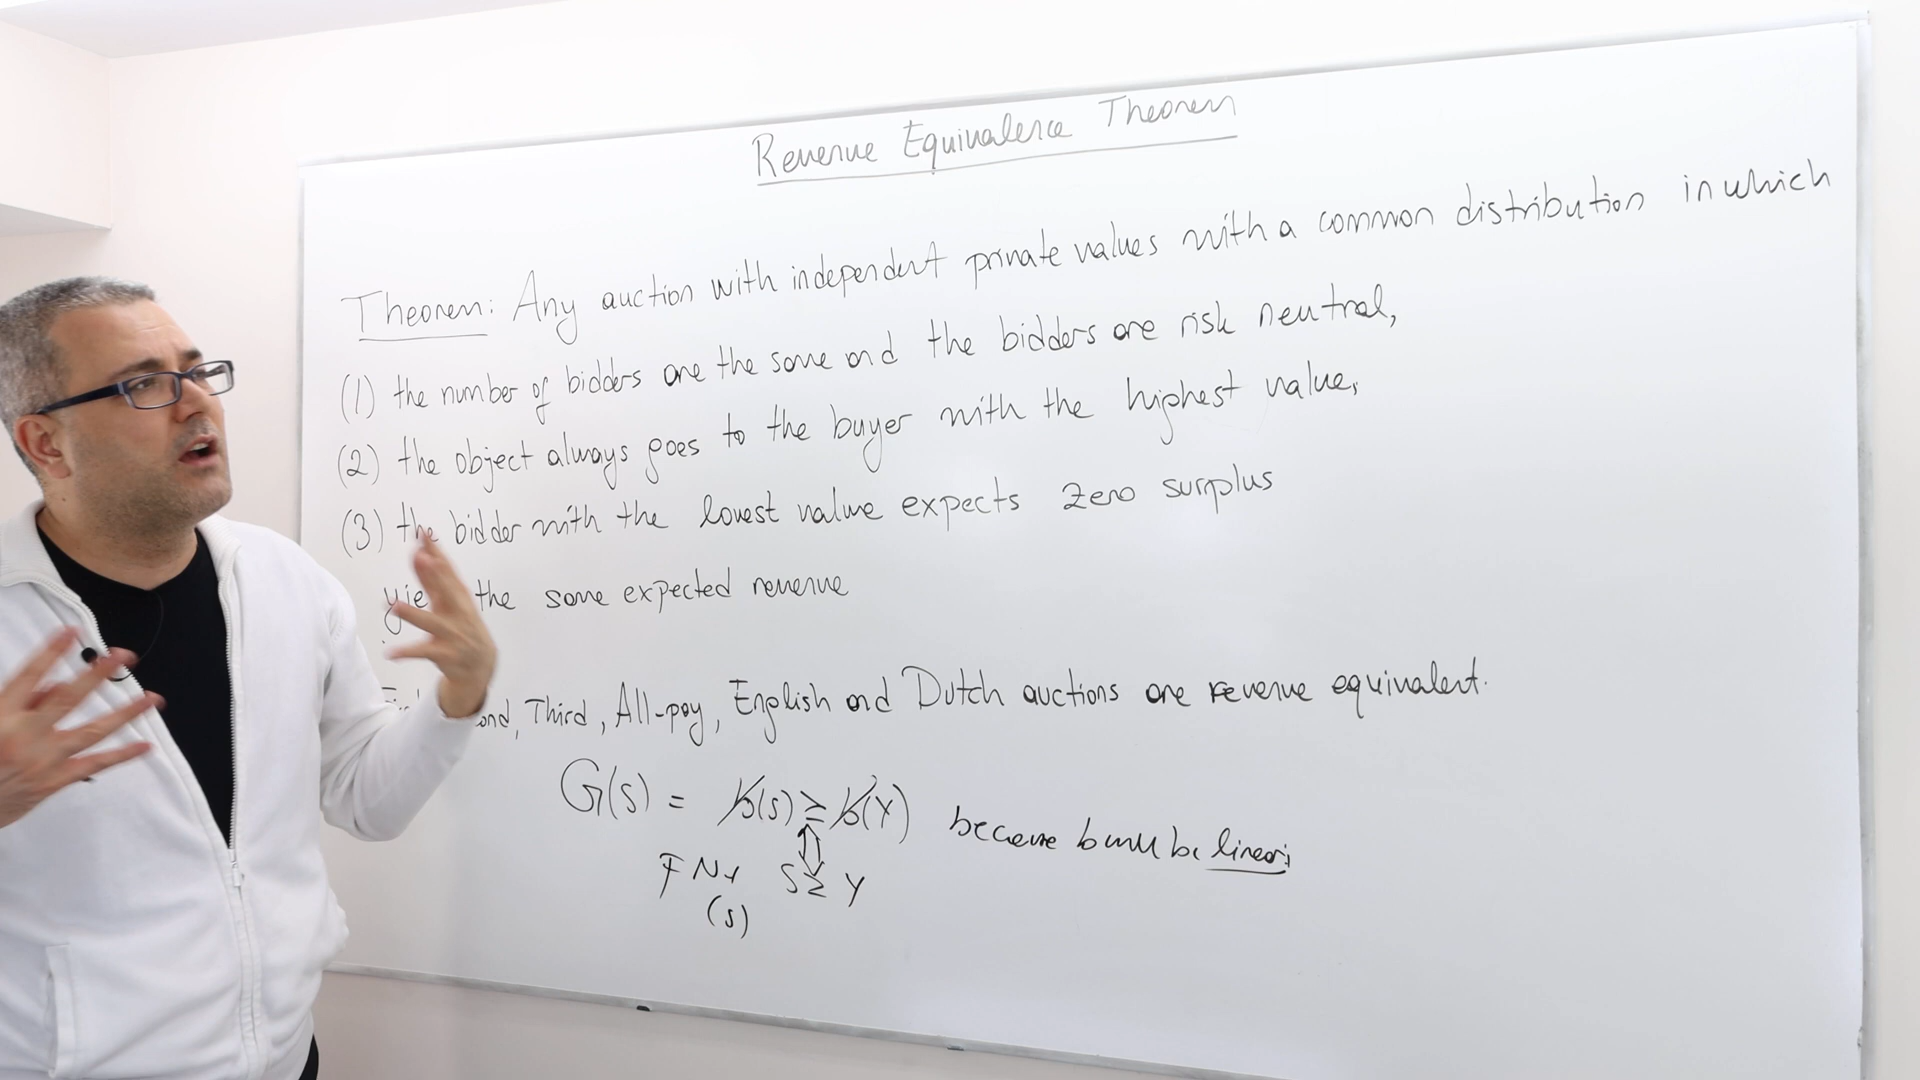 Revenue Equivalence Theorem
Theorem: Any auction with independent private values with a common distribution in which
(1) the number of bidders are the same and the bidders are risk neutral,
(2) the object always goes to the buyer with the highest value,
(3) the bidder with the lowest value expects zero surplus
yie the same expected revenue
ond, Third, All-pay, English and Dutch auctions are revenue equivalent.
G(s) = b(s) ≥ b(Y) because b must be linear:
F N-1 s ≥ Y
(s)